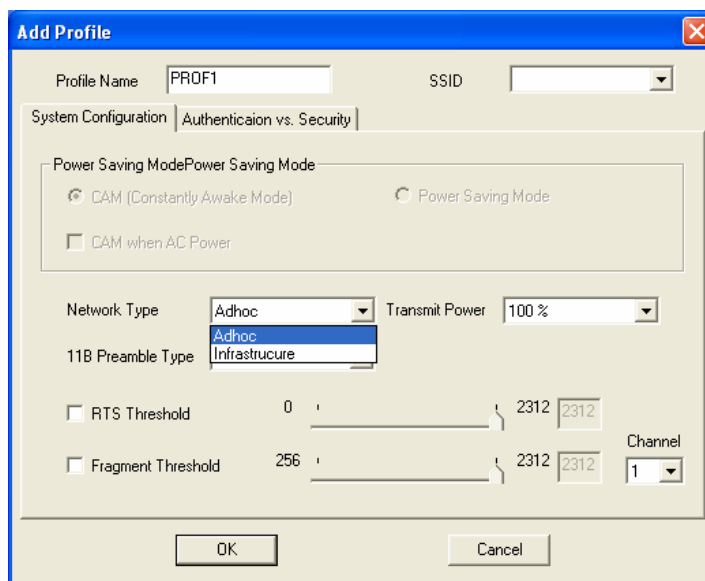 Add Profile
Profile Name PROF1 SSID
System Configuration Authenticaion vs. Security
Power Saving ModePower Saving Mode
CAM (Constantly Awake Mode) Power Saving Mode
CAM when AC Power
Network Type Adhoc Transmit Power 100 %
Adhoc
Infrastrucure
11B Preamble Type
RTS Threshold 0 2312 2312
Channel
Fragment Threshold 256 2312 2312 1
OK Cancel